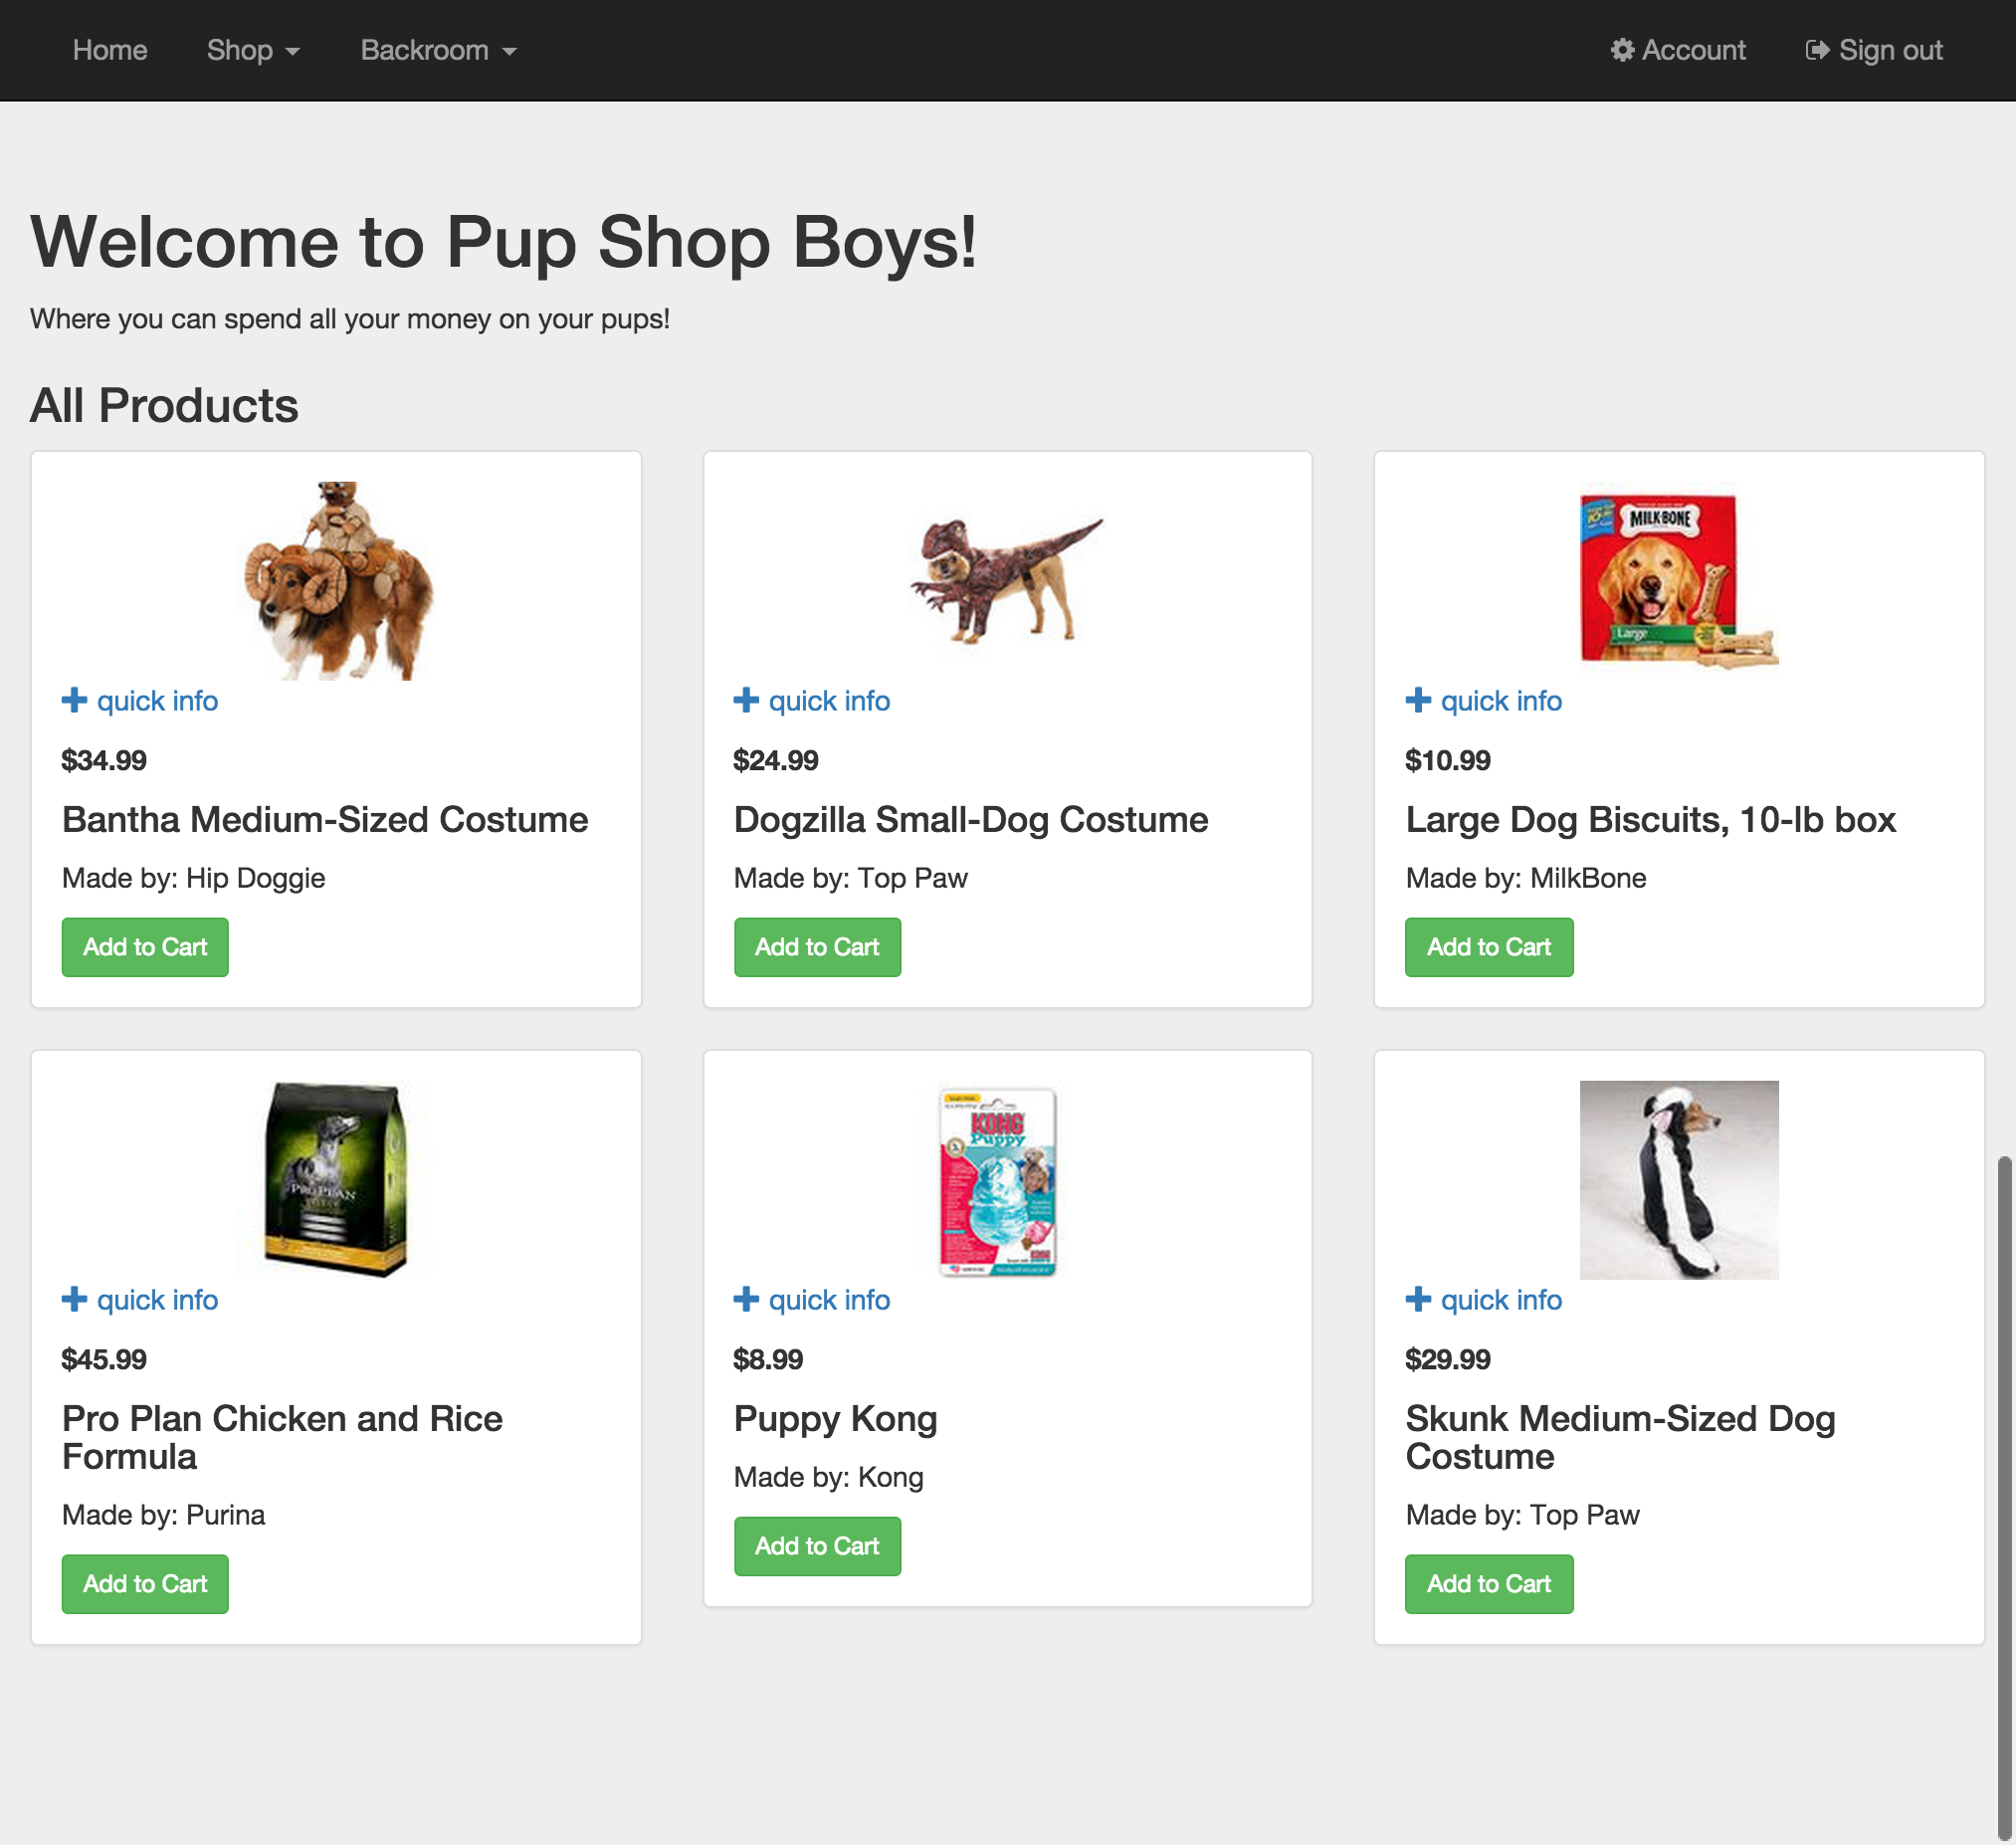 Home Shop Backroom Account Sign out
Welcome to Pup Shop Boys!
Where you can spend all your money on your pups!
All Products
MILK-BONE
Large
quick info quick info quick info
$34.99 $24.99 $10.99
Bantha Medium-Sized Costume Dogzilla Small-Dog Costume Large Dog Biscuits, 10-lb box
Made by: Hip Doggie Made by: Top Paw Made by: MilkBone
Add to Cart Add to Cart Add to Cart
KONG
Puppy
PRO PLAN
quick info quick info quick info
$45.99 $8.99 $29.99
Pro Plan Chicken and Rice Puppy Kong Skunk Medium-Sized Dog
Formula Costume
Made by: Kong
Made by: Purina Made by: Top Paw
Add to Cart
Add to Cart Add to Cart